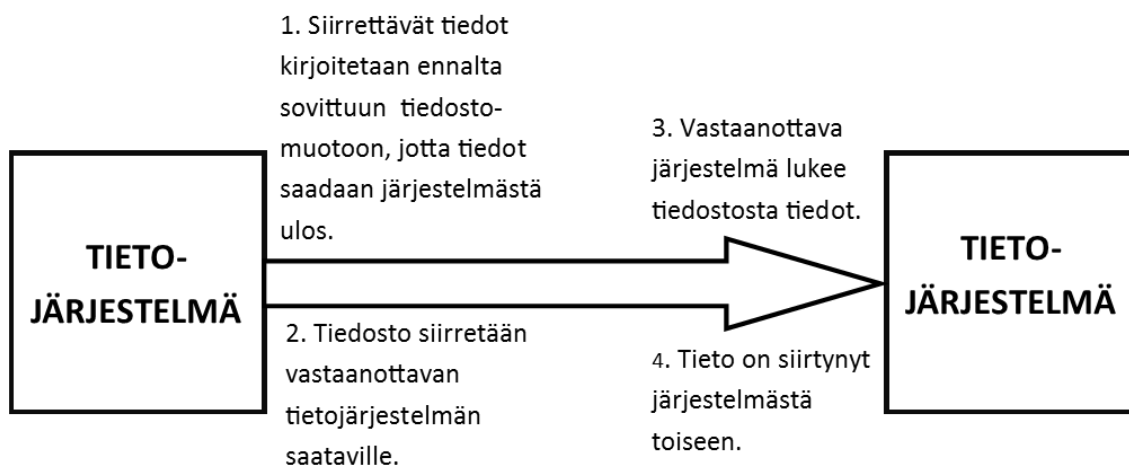 1. Siirrettävät tiedot
kirjoitetaan ennalta
sovittuun tiedosto-
muotoon, jotta tiedot
saadaan järjestelmästä
ulos.
TIETO-
JÄRJESTELMÄ
2. Tiedosto siirretään
vastaanottavan
tietojärjestelmän
saataville.
3. Vastaanottava
järjestelmä lukee
tiedostosta tiedot.
4. Tieto on siirtynyt
järjestelmästä
toiseen.
TIETO-
JÄRJESTELMÄ